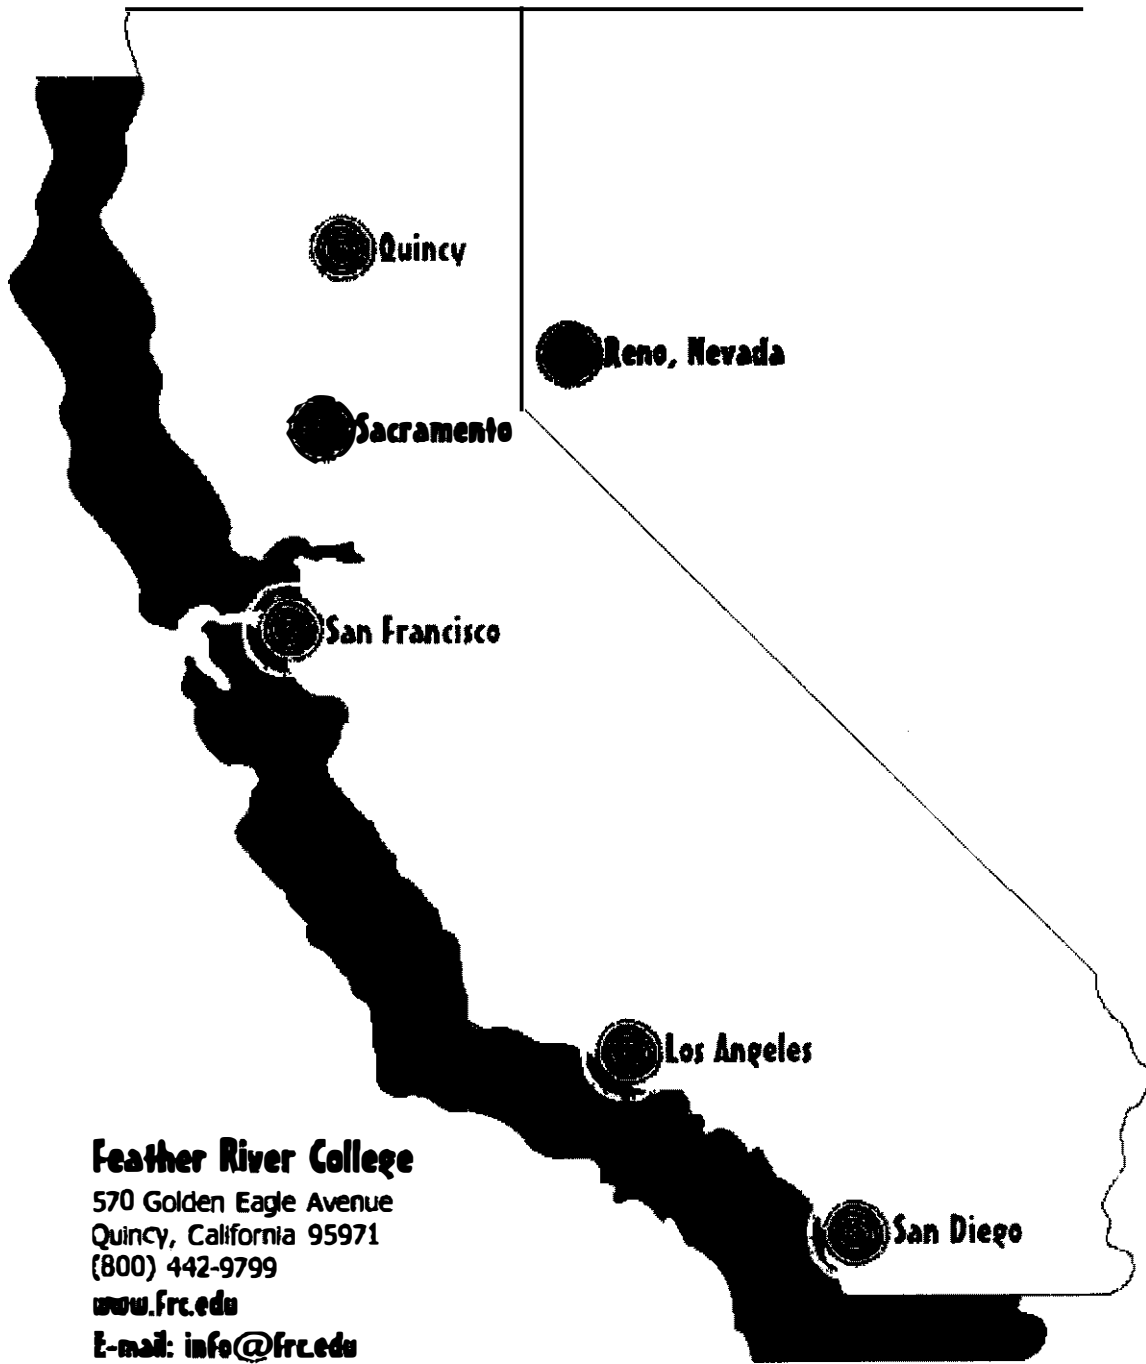 Quincy
Reno, Nevada
Sacramento
San Francisco
Los Angeles
San Diego
Feather River College
570 Golden Eagle Avenue
Quincy, California 95971
(800) 442-9799
www.frc.edu
E-mail: info@frc.edu